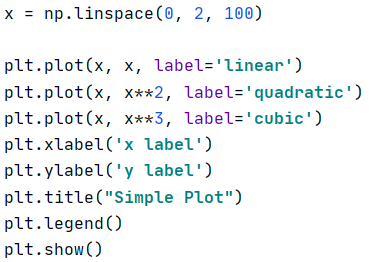 x = np.linspace(0, 2, 100)
plt.plot(x, x, label='linear')
plt.plot(x, x**2, label='quadratic')
plt.plot(x, x**3, label='cubic')
plt.xlabel('x label')
plt.ylabel('y label')
plt.title("Simple Plot")
plt.legend()
plt.show()